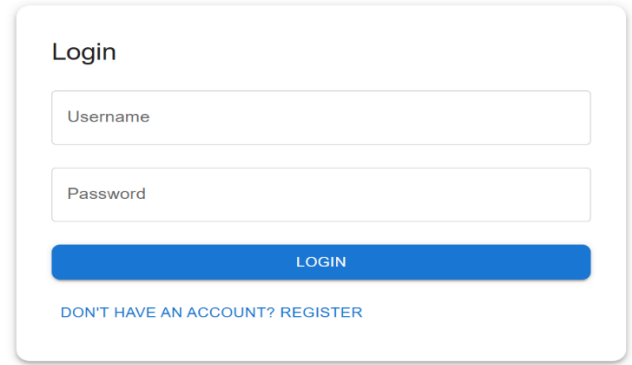 Login
Username
Password
LOGIN
DON'T HAVE AN ACCOUNT? REGISTER